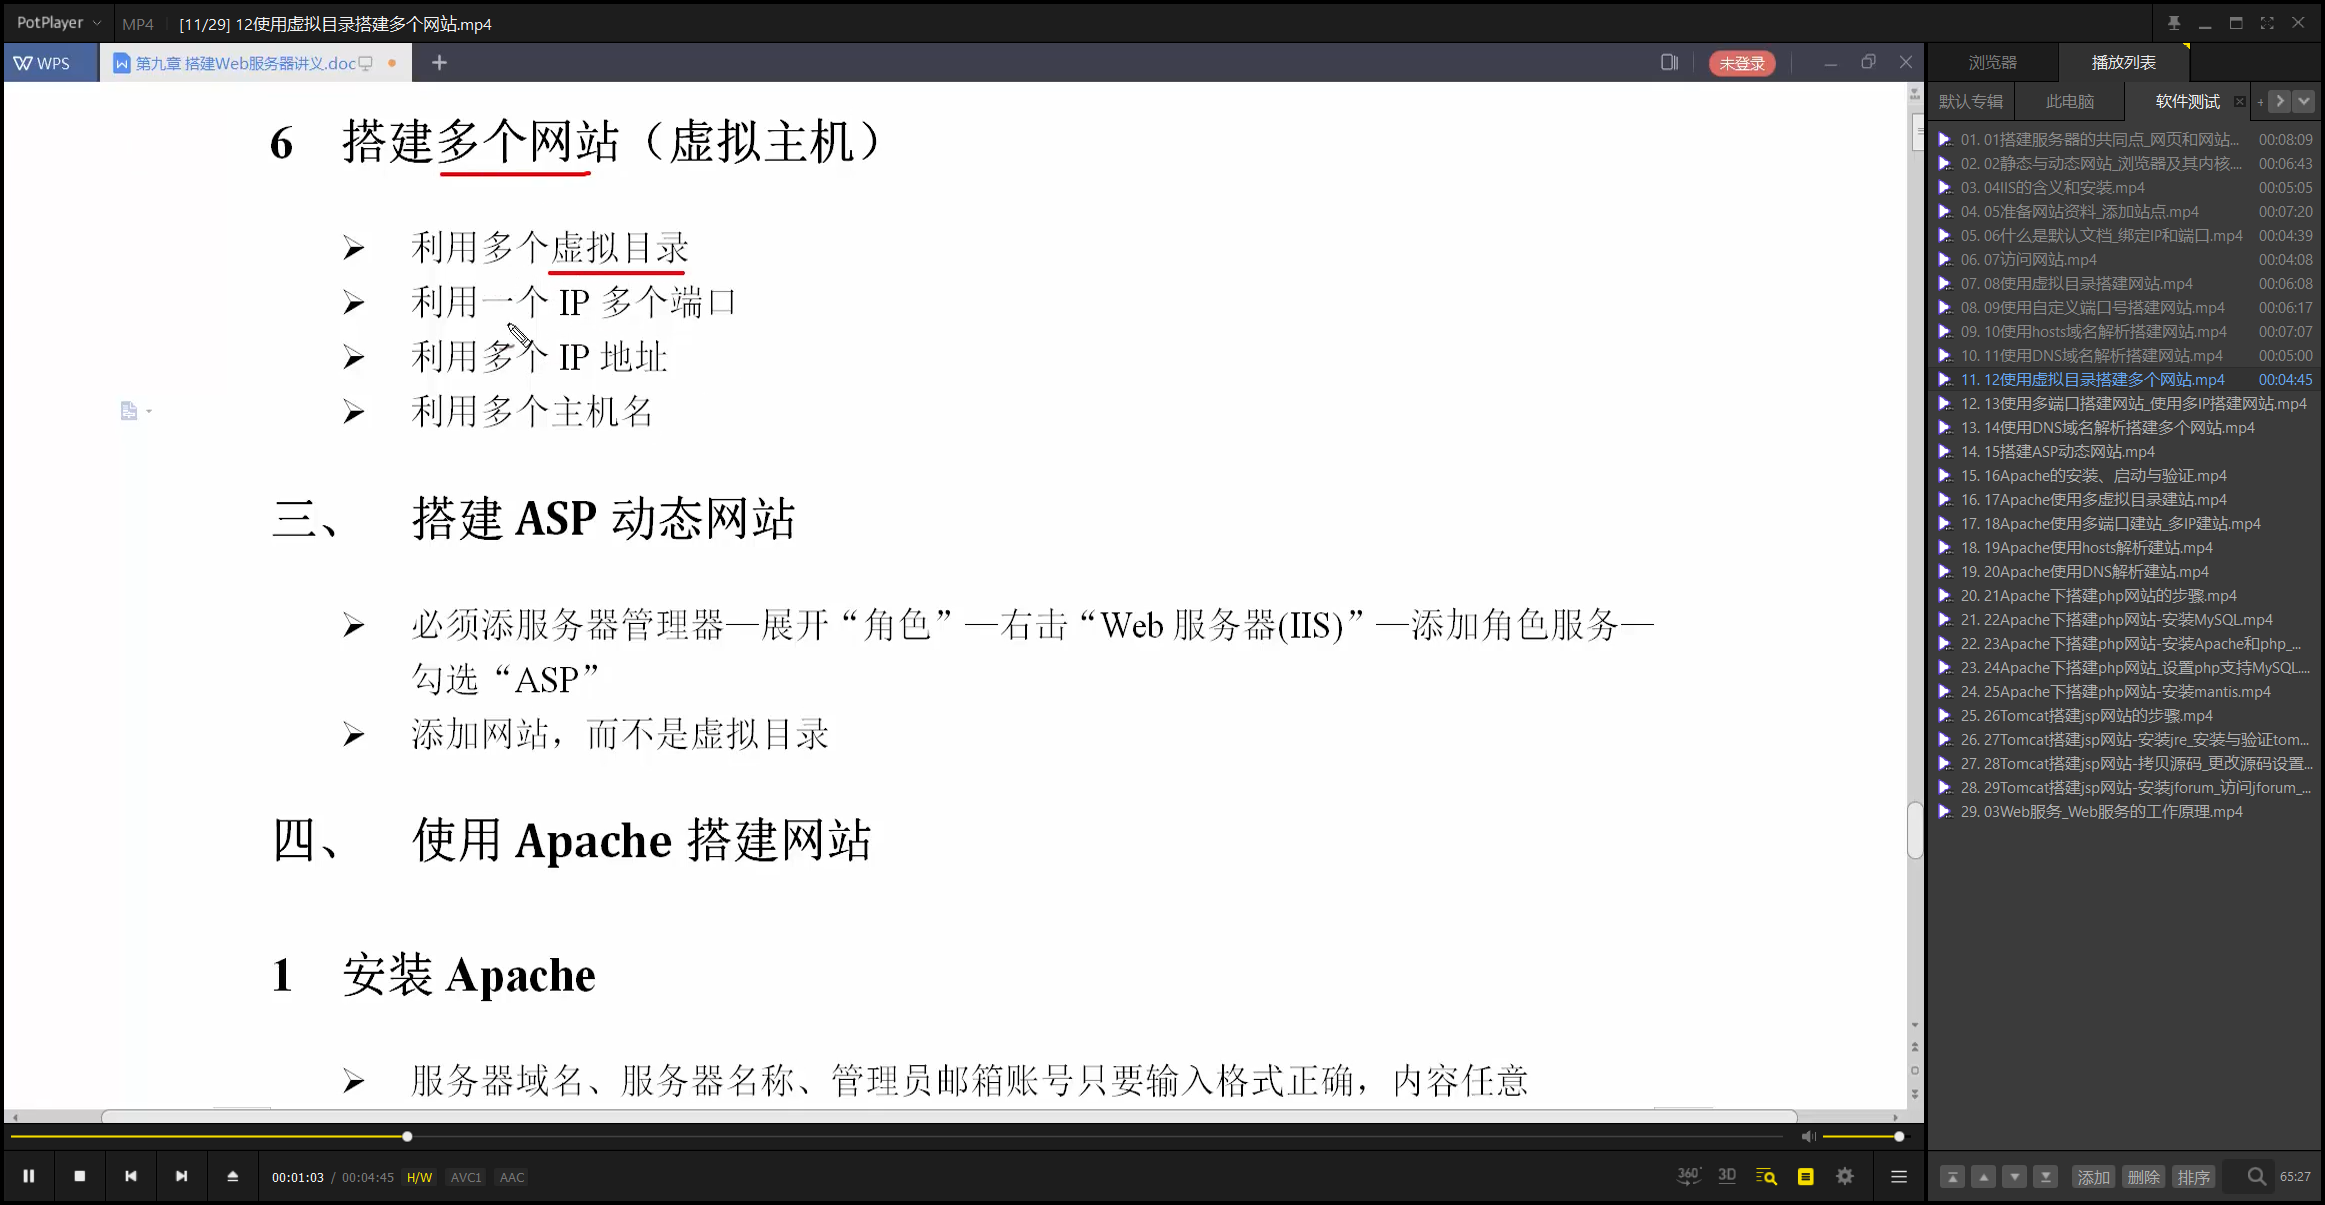 PotPlayer MP4 [11/29] 12使用虚拟目录搭建多个网站.mp4
WPS 第九章 搭建Web服务器讲义.doc 未登录
6 搭建多个网站（虚拟主机）
利用多个虚拟目录
利用一个 IP 多个端口
利用多个 IP 地址
利用多个主机名
三、 搭建 ASP 动态网站
必须添服务器管理器—展开“角色”—右击“Web 服务器(IIS)”—添加角色服务—
勾选“ASP”
添加网站，而不是虚拟目录
四、 使用 Apache 搭建网站
1 安装 Apache
服务器域名、服务器名称、管理员邮箱账号只要输入格式正确，内容任意
00:01:03 / 00:04:45 H/W AVC1 AAC
360° 3D
浏览器 播放列表
默认专辑 此电脑 软件测试 +
01. 01搭建服务器的共同点_网页和网站... 00:08:09
02. 02静态与动态网站_浏览器及其内核.... 00:06:43
03. 04IIS的含义和安装.mp4 00:05:05
04. 05准备网站资料_添加站点.mp4 00:07:20
05. 06什么是默认文档_绑定IP和端口.mp4 00:04:39
06. 07访问网站.mp4 00:04:08
07. 08使用虚拟目录搭建网站.mp4 00:06:08
08. 09使用自定义端口号搭建网站.mp4 00:06:17
09. 10使用hosts域名解析搭建网站.mp4 00:07:07
10. 11使用DNS域名解析搭建网站.mp4 00:05:00
11. 12使用虚拟目录搭建多个网站.mp4 00:04:45
12. 13使用多端口搭建网站_使用多IP搭建网站.mp4
13. 14使用DNS域名解析搭建多个网站.mp4
14. 15搭建ASP动态网站.mp4
15. 16Apache的安装、启动与验证.mp4
16. 17Apache使用多虚拟目录建站.mp4
17. 18Apache使用多端口建站_多IP建站.mp4
18. 19Apache使用hosts解析建站.mp4
19. 20Apache使用DNS解析建站.mp4
20. 21Apache下搭建php网站的步骤.mp4
21. 22Apache下搭建php网站-安装MySQL.mp4
22. 23Apache下搭建php网站-安装Apache和php_...
23. 24Apache下搭建php网站_设置php支持MySQL....
24. 25Apache下搭建php网站-安装mantis.mp4
25. 26Tomcat搭建jsp网站的步骤.mp4
26. 27Tomcat搭建jsp网站-安装jre_安装与验证tom...
27. 28Tomcat搭建jsp网站-拷贝源码_更改源码设置...
28. 29Tomcat搭建jsp网站-安装jforum_访问jforum_...
29. 03Web服务_Web服务的工作原理.mp4
添加 删除 排序 65:27